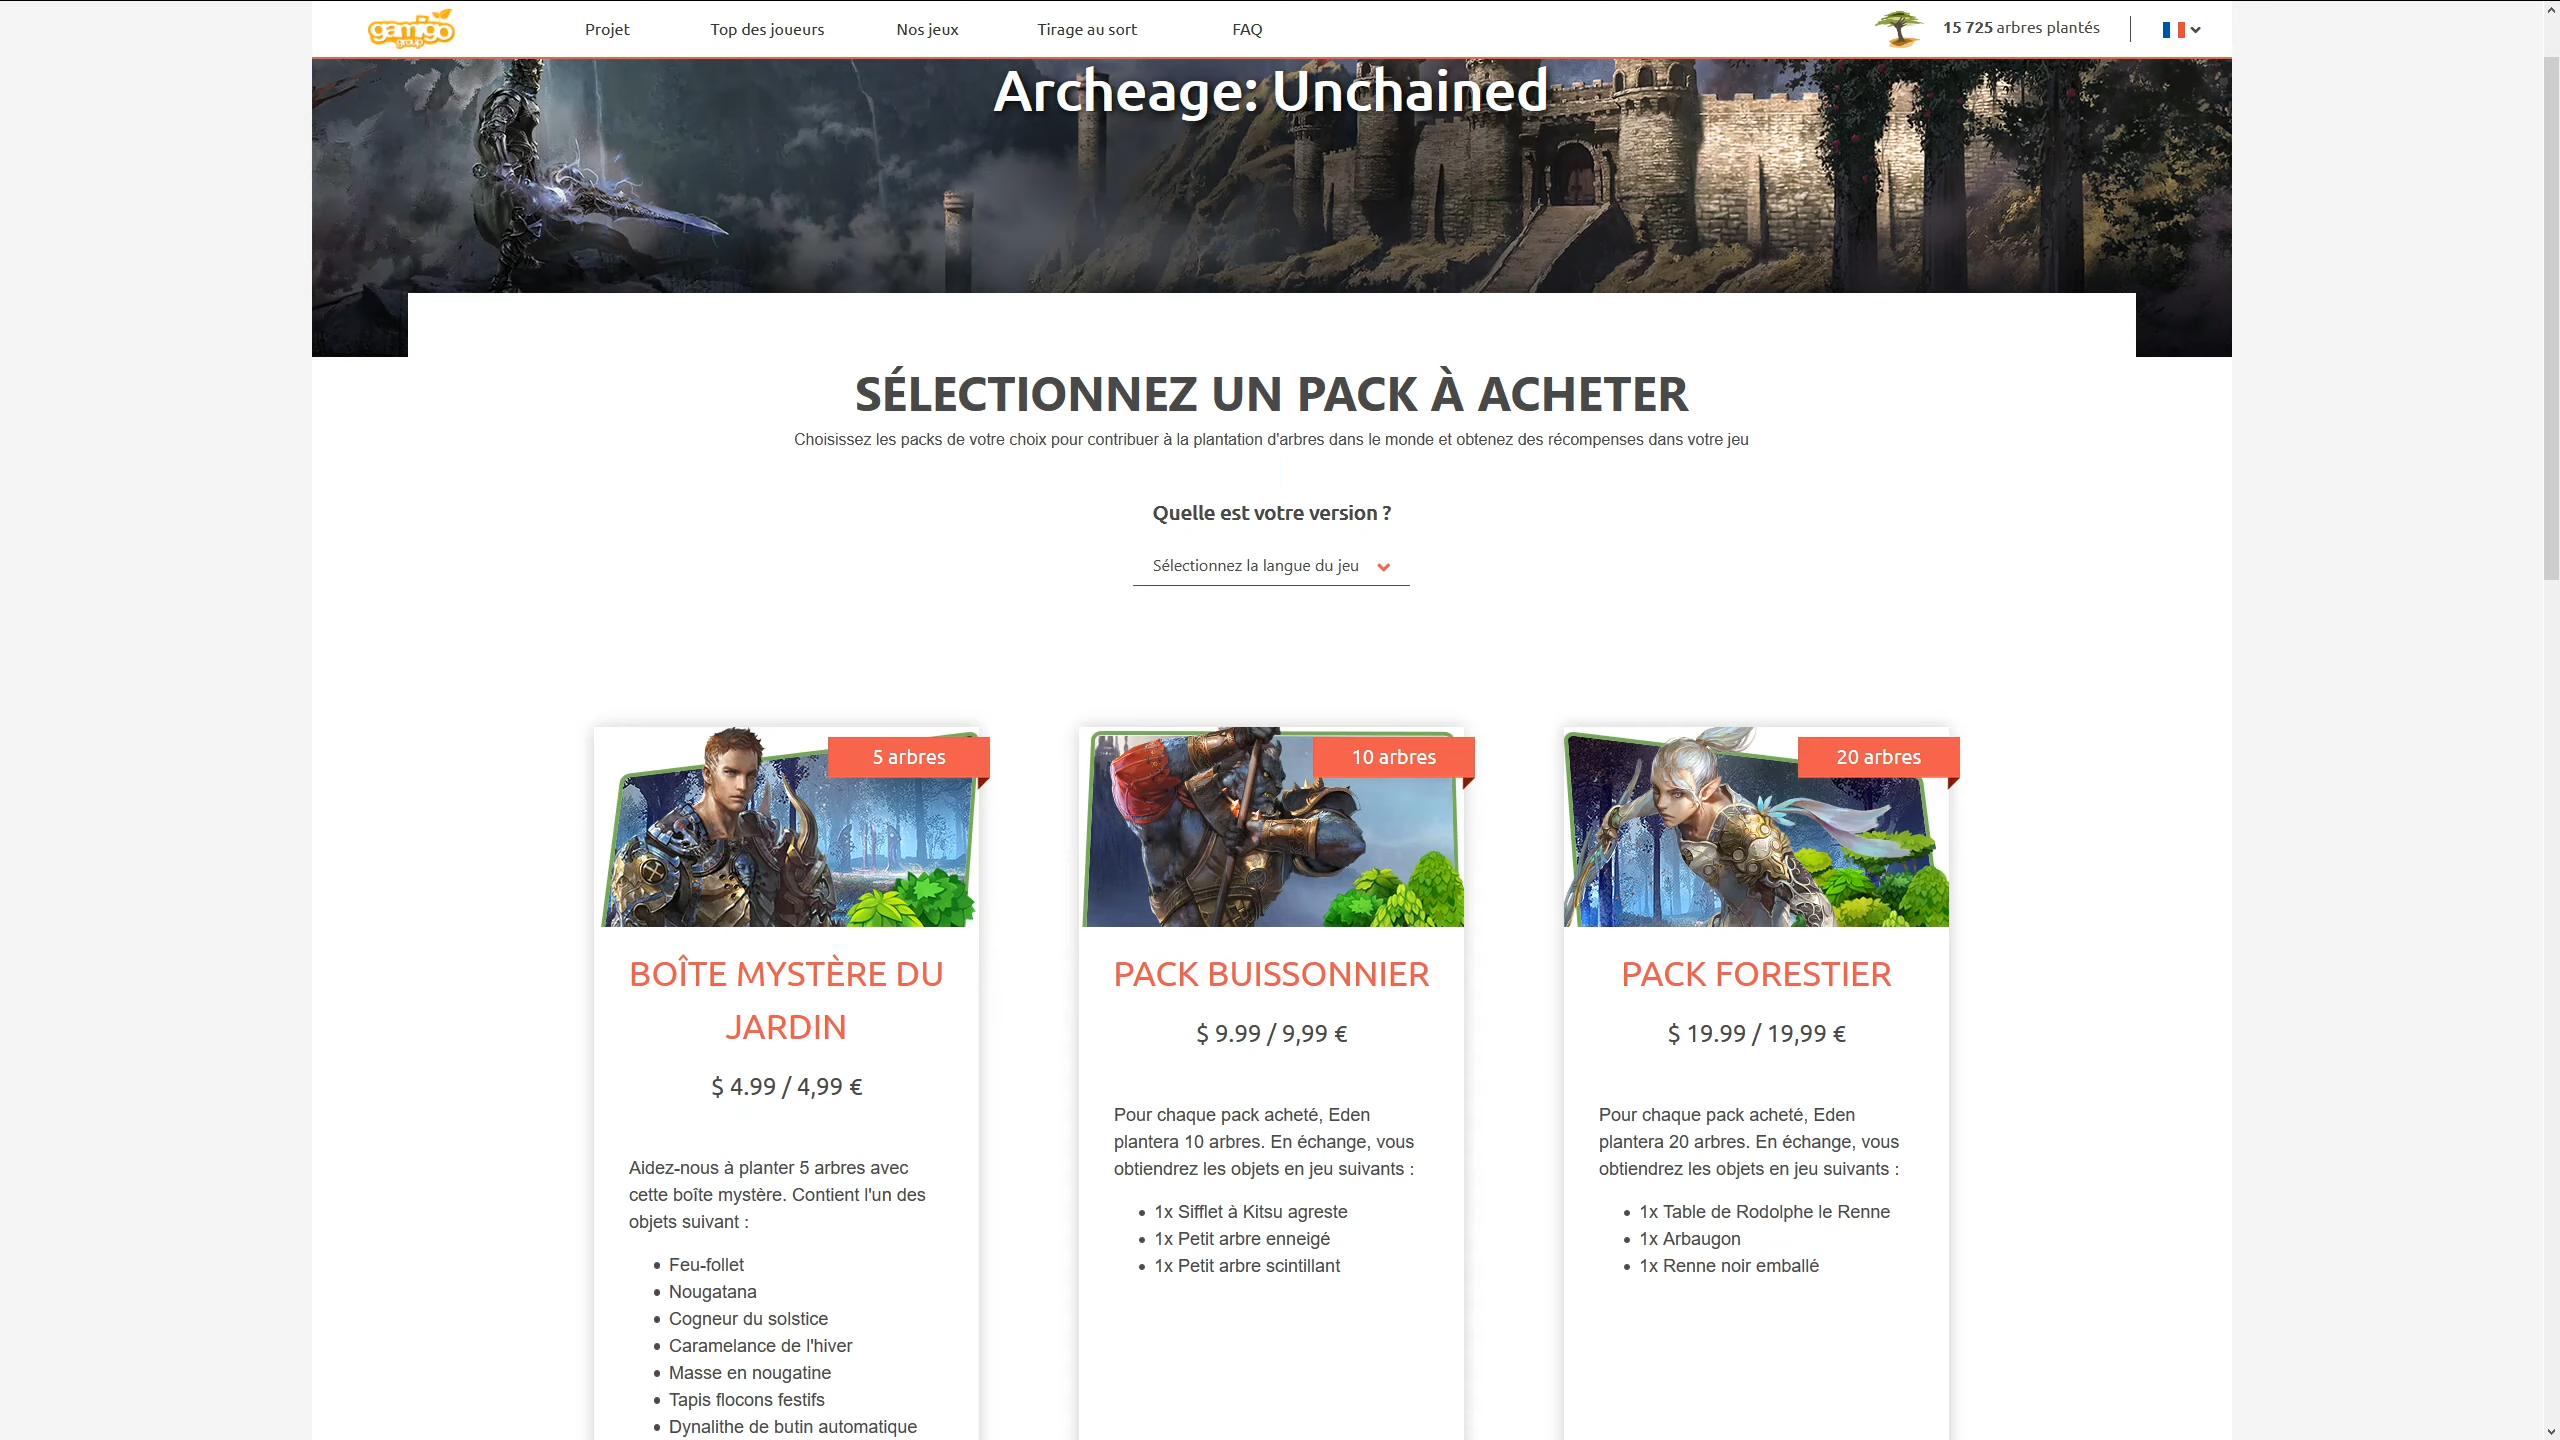 gamigo
group
Projet
Top des joueurs
Nos jeux
Tirage au sort
FAQ
15 725 arbres plantés
Archeage: Unchained
SÉLECTIONNEZ UN PACK À ACHETER
Choisissez les packs de votre choix pour contribuer à la plantation d'arbres dans le monde et obtenez des récompenses dans votre jeu
Quelle est votre version ?
Sélectionnez la langue du jeu
5 arbres
BOÎTE MYSTÈRE DU
JARDIN
$ 4.99 / 4,99 €
Aidez-nous à planter 5 arbres avec
cette boîte mystère. Contient l'un des
objets suivant :
• Feu-follet
• Nougatana
• Cogneur du solstice
• Caramelance de l'hiver
• Masse en nougatine
• Tapis flocons festifs
• Dynalithe de butin automatique
10 arbres
PACK BUISSONNIER
$ 9.99 / 9,99 €
Pour chaque pack acheté, Eden
plantera 10 arbres. En échange, vous
obtiendrez les objets en jeu suivants :
• 1x Sifflet à Kitsu agreste
• 1x Petit arbre enneigé
• 1x Petit arbre scintillant
20 arbres
PACK FORESTIER
$ 19.99 / 19,99 €
Pour chaque pack acheté, Eden
plantera 20 arbres. En échange, vous
obtiendrez les objets en jeu suivants :
• 1x Table de Rodolphe le Renne
• 1x Arbaugon
• 1x Renne noir emballé